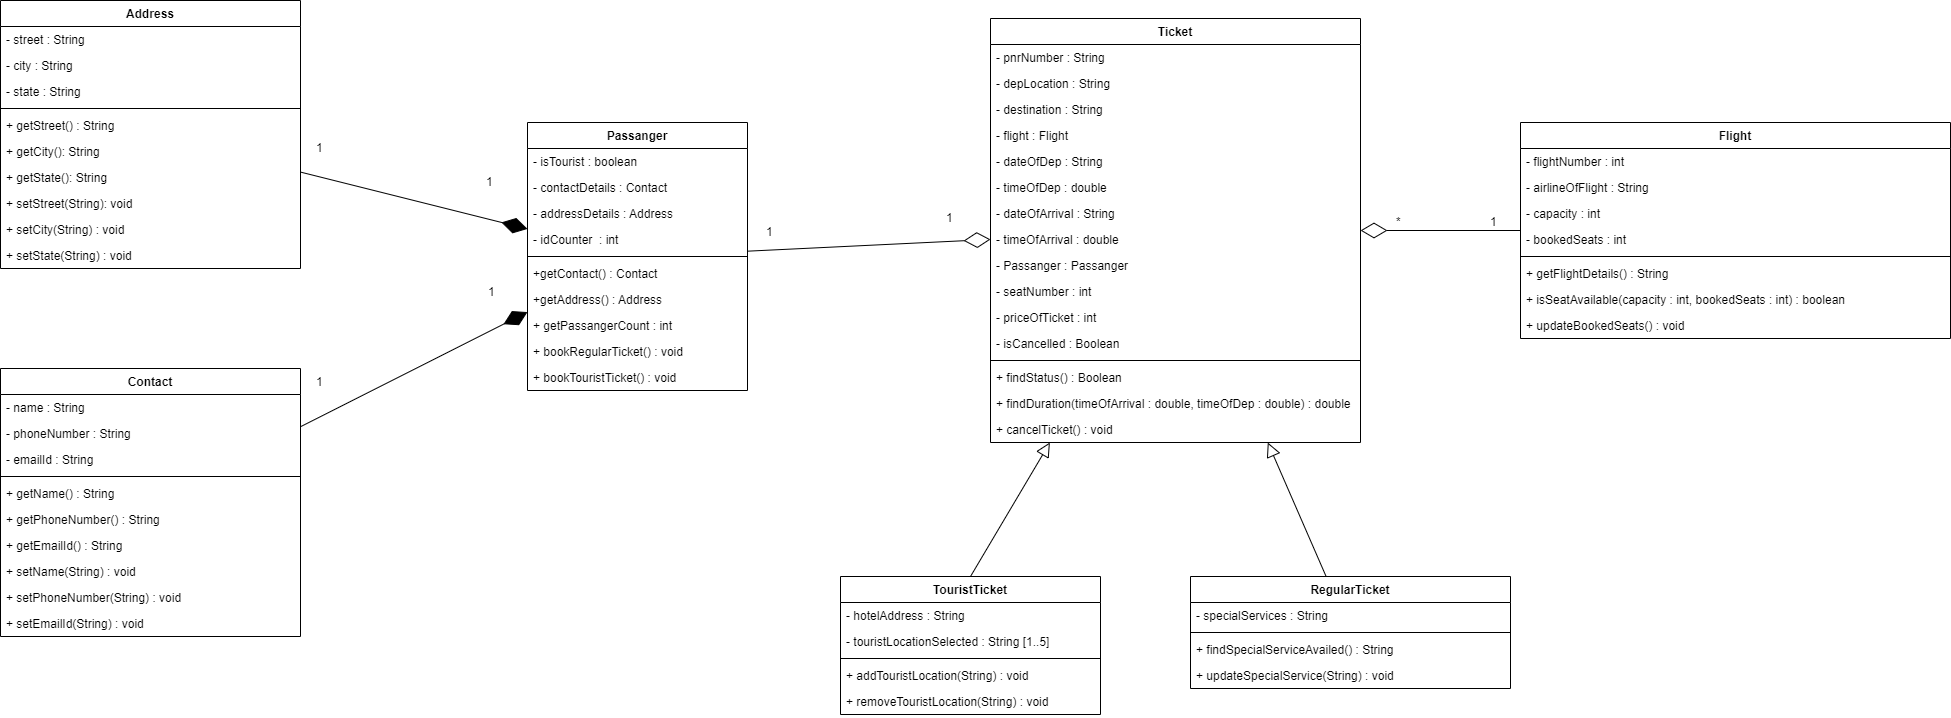 Address
- street : String
- city : String
- state : String
+ getStreet() : String
+ getCity(): String
+ getState(): String
+ setStreet(String): void
+ setCity(String) : void
+ setState(String) : void
1
1
Contact
- name : String
- phoneNumber : String
- emailId : String
+ getName() : String
+ getPhoneNumber() : String
+ getEmailId() : String
+ setName(String) : void
+ setPhoneNumber(String) : void
+ setEmailId(String) : void
1
1
Passanger
- isTourist : boolean
- contactDetails : Contact
- addressDetails : Address
- idCounter  : int
+getContact() : Contact
+getAddress() : Address
+ getPassangerCount : int
+ bookRegularTicket() : void
+ bookTouristTicket() : void
1
1
Ticket
- pnrNumber : String
- depLocation : String
- destination : String
- flight : Flight
- dateOfDep : String
- timeOfDep : double
- dateOfArrival : String
- timeOfArrival : double
- Passanger : Passanger
- seatNumber : int
- priceOfTicket : int
- isCancelled : Boolean
+ findStatus() : Boolean
+ findDuration(timeOfArrival : double, timeOfDep : double) : double
+ cancelTicket() : void
*
1
Flight
- flightNumber : int
- airlineOfFlight : String
- capacity : int
- bookedSeats : int
+ getFlightDetails() : String
+ isSeatAvailable(capacity : int, bookedSeats : int) : boolean
+ updateBookedSeats() : void
TouristTicket
- hotelAddress : String
- touristLocationSelected : String [1..5]
+ addTouristLocation(String) : void
+ removeTouristLocation(String) : void
RegularTicket
- specialServices : String
+ findSpecialServiceAvailed() : String
+ updateSpecialService(String) : void